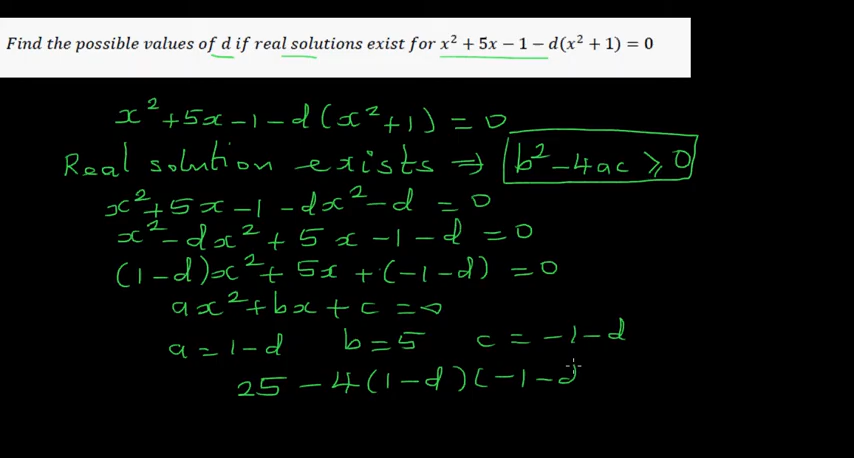 Find the possible values of d if real solutions exist for x² + 5x − 1 − d(x² + 1) = 0
x² + 5x − 1 − d(x² + 1) = 0
Real solution exists ⇒ b² − 4ac ⩾ 0
x² + 5x − 1 − dx² − d = 0
x² − dx² + 5x − 1 − d = 0
(1 − d)x² + 5x + (−1 − d) = 0
ax² + bx + c = 0
a = 1 − d b = 5 c = −1 − d
25 − 4(1 − d)(−1 − d